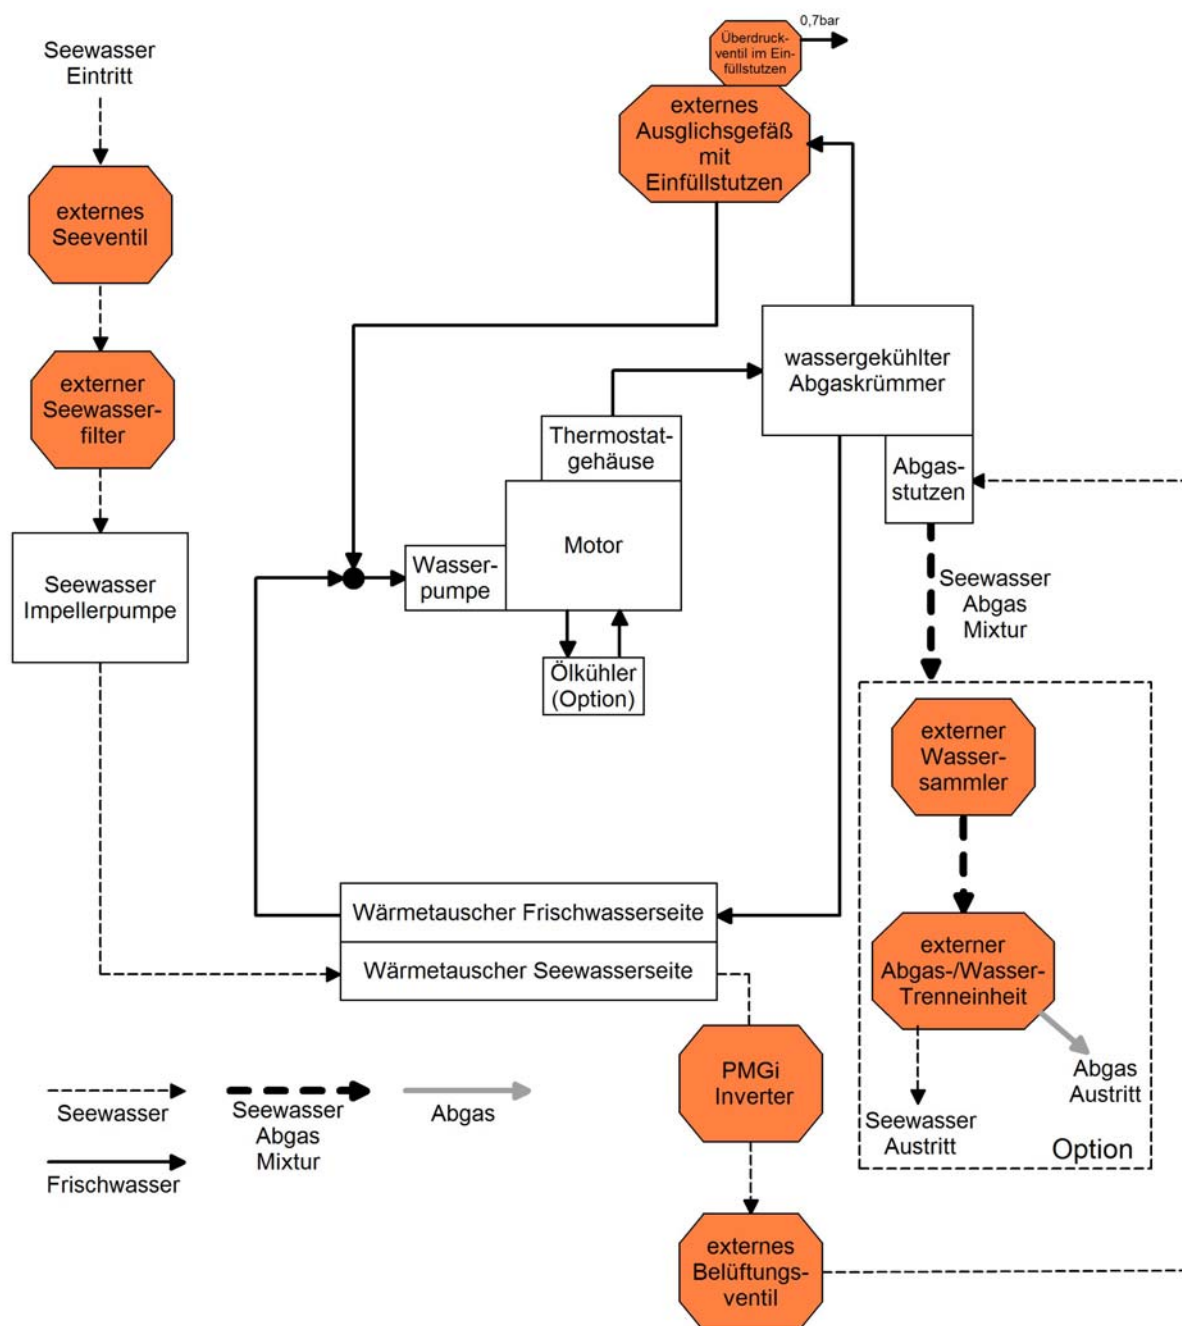 0,7bar
Überdruck-
ventil im Ein-
füllstutzen
Seewasser
Eintritt
externes
Ausglichsgefäß
mit
Einfüllstutzen
externes
Seeventil
externer
Seewasser-
filter
wassergekühlter
Abgaskrümmer
Thermostat-
gehäuse
Abgas-
stutzen
Motor
Wasser-
pumpe
Seewasser
Impellerpumpe
Seewasser
Abgas
Mixtur
Ölkühler
(Option)
externer
Wasser-
sammler
Wärmetauscher Frischwasserseite
Wärmetauscher Seewasserseite
externer
Abgas-/Wasser-
Trenneinheit
PMGi
Inverter
Abgas
Austritt
Seewasser
Austritt
Option
Seewasser
Seewasser
Abgas
Mixtur
Abgas
Frischwasser
externes
Belüftungs-
ventil